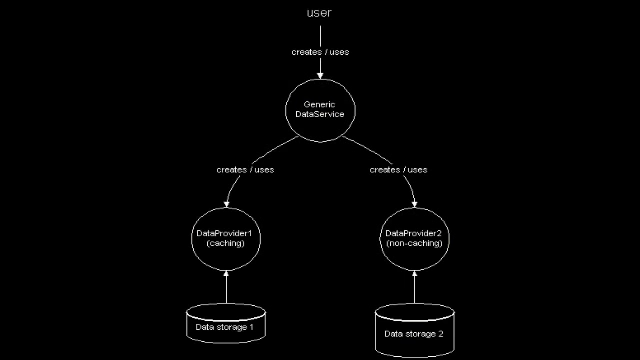 user
creates / uses
Generic
DataService
creates / uses
creates / uses
DataProvider1
(caching)
DataProvider2
(non-caching)
Data storage 1
Data storage 2